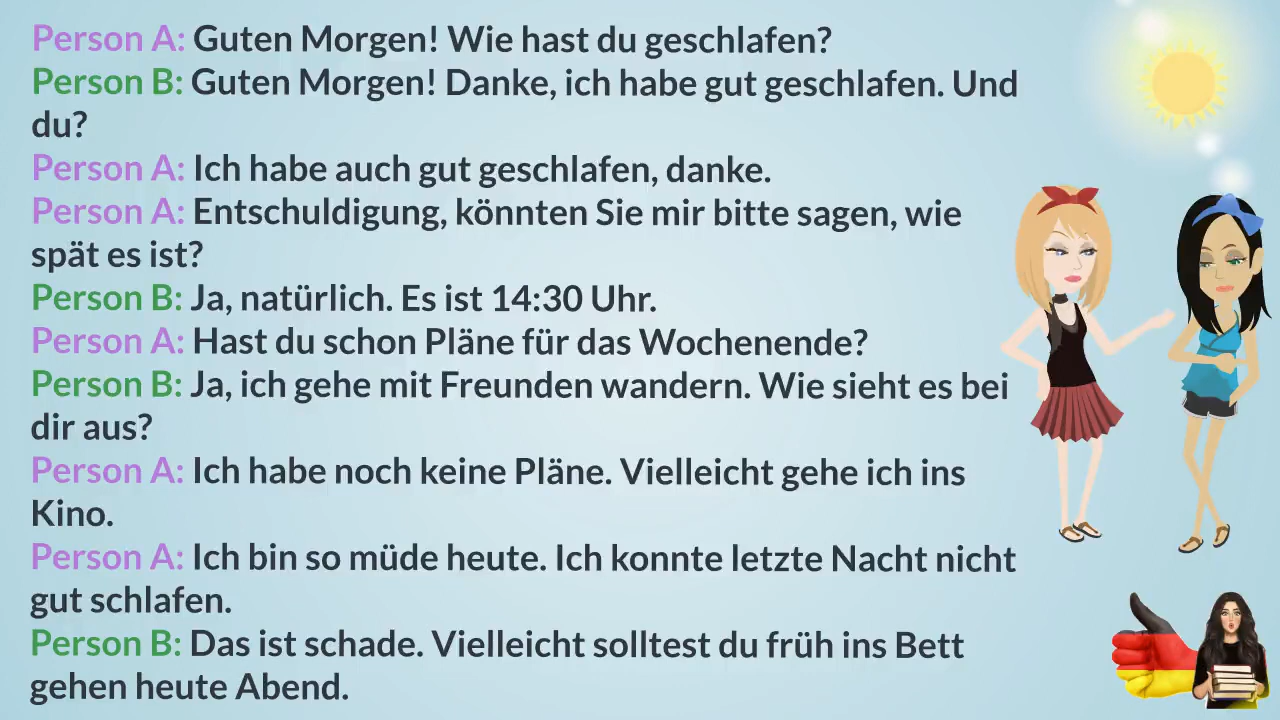 Person A: Guten Morgen! Wie hast du geschlafen?
Person B: Guten Morgen! Danke, ich habe gut geschlafen. Und
du?
Person A: Ich habe auch gut geschlafen, danke.
Person A: Entschuldigung, könnten Sie mir bitte sagen, wie
spät es ist?
Person B: Ja, natürlich. Es ist 14:30 Uhr.
Person A: Hast du schon Pläne für das Wochenende?
Person B: Ja, ich gehe mit Freunden wandern. Wie sieht es bei
dir aus?
Person A: Ich habe noch keine Pläne. Vielleicht gehe ich ins
Kino.
Person A: Ich bin so müde heute. Ich konnte letzte Nacht nicht
gut schlafen.
Person B: Das ist schade. Vielleicht solltest du früh ins Bett
gehen heute Abend.